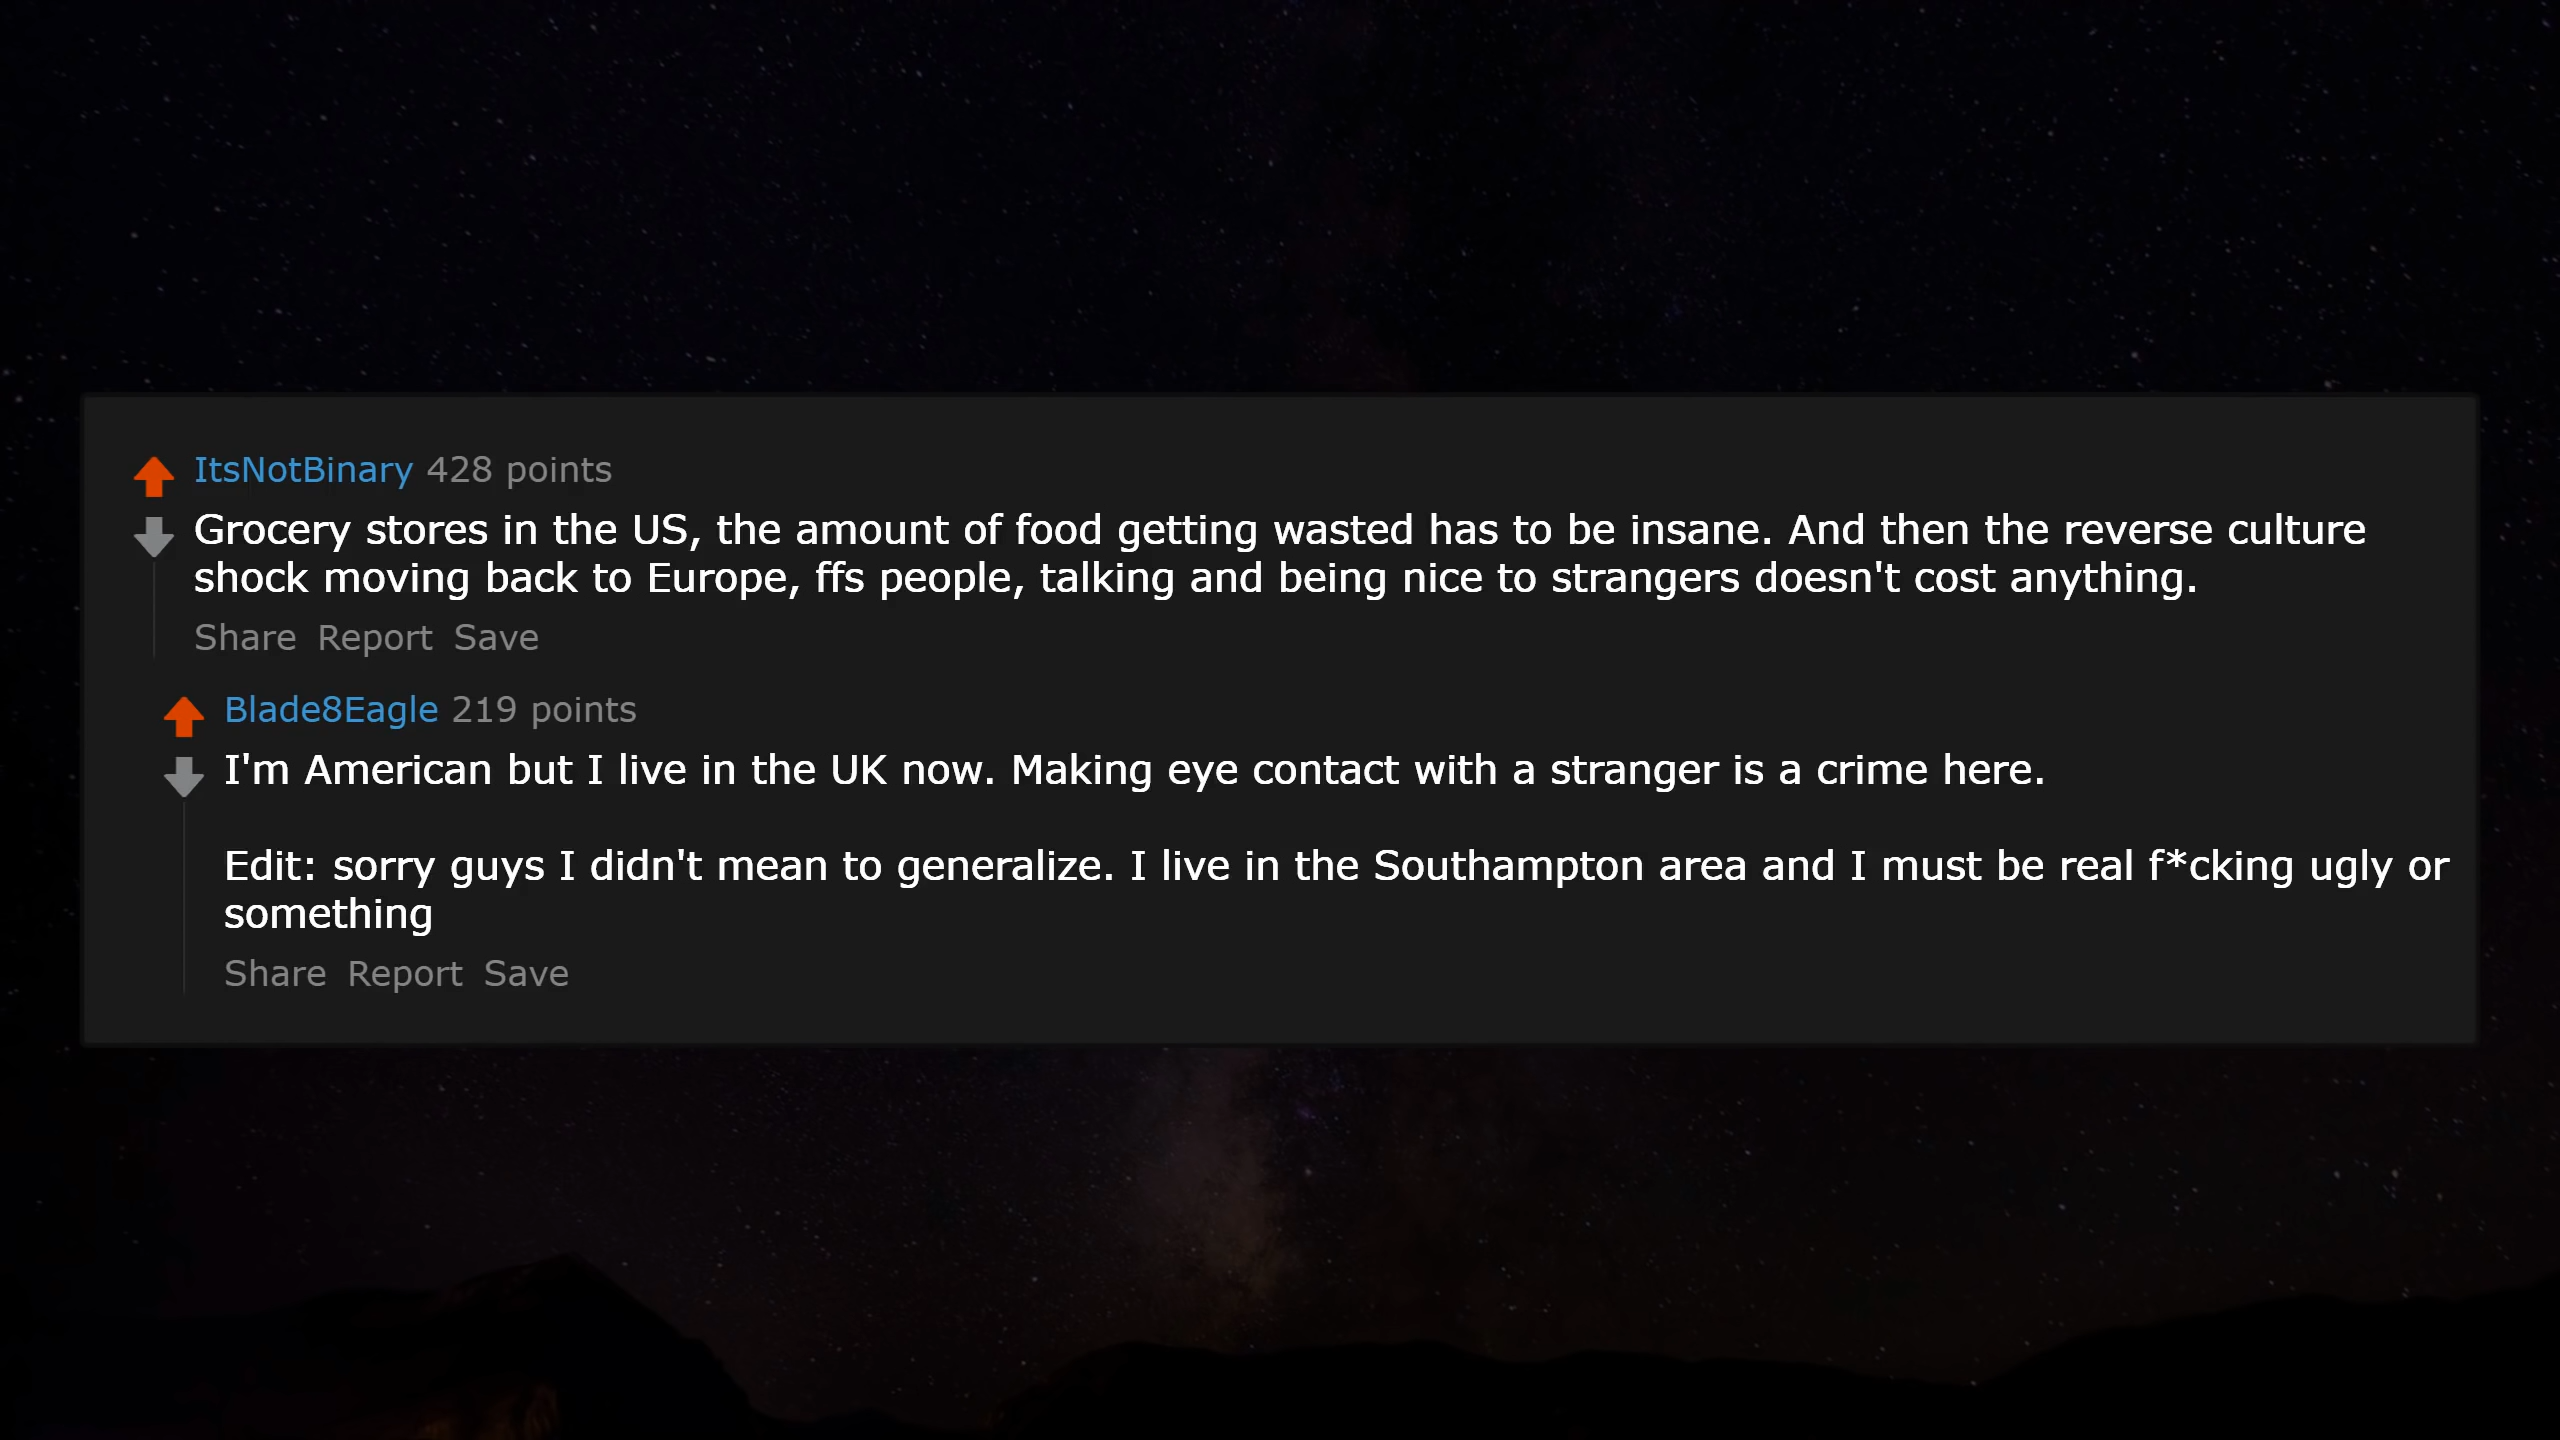 ItsNotBinary 428 points
Grocery stores in the US, the amount of food getting wasted has to be insane. And then the reverse culture
shock moving back to Europe, ffs people, talking and being nice to strangers doesn't cost anything.
Share Report Save
Blade8Eagle 219 points
I'm American but I live in the UK now. Making eye contact with a stranger is a crime here.
Edit: sorry guys I didn't mean to generalize. I live in the Southampton area and I must be real f*cking ugly or
something
Share Report Save